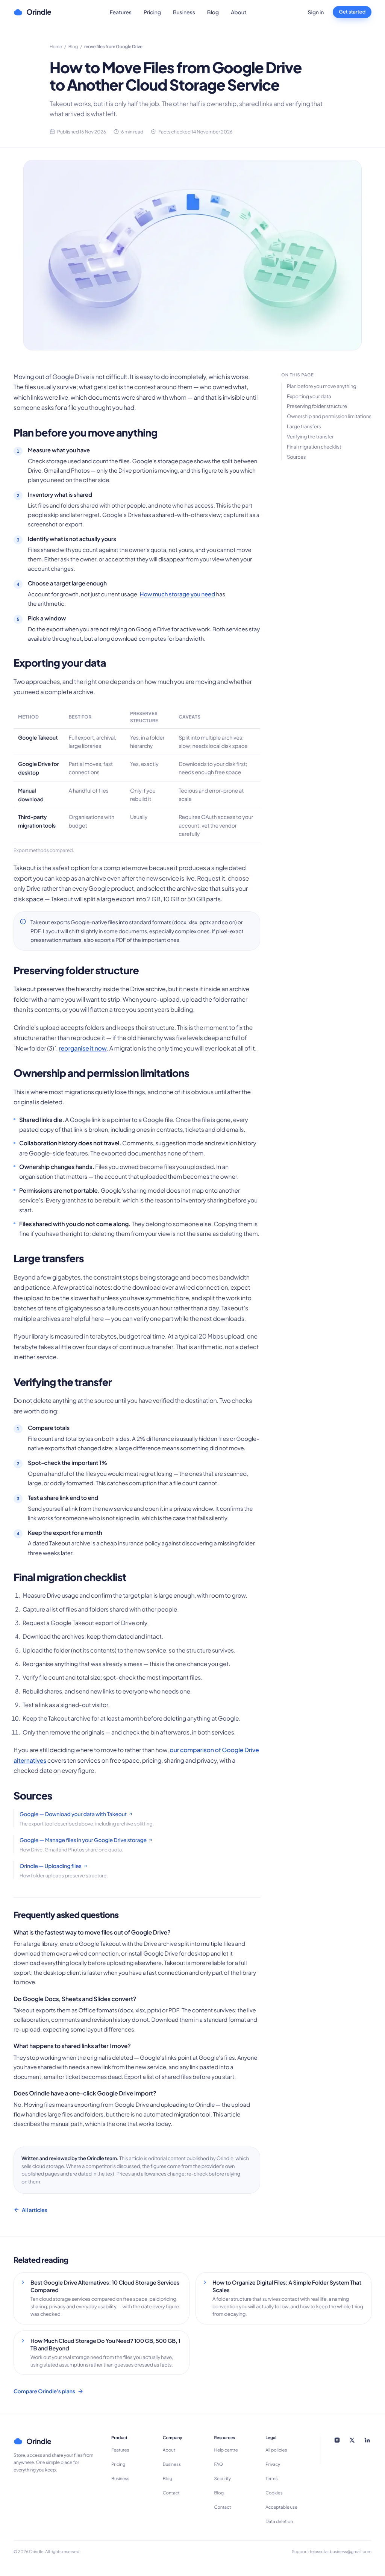 Orindle
Features
Pricing
Business
Blog
About
Sign in
Get started
Home / Blog / move files from Google Drive
How to Move Files from Google Drive
to Another Cloud Storage Service
Takeout works, but it is only half the job. The other half is ownership, shared links and verifying that
what arrived is what left.
Published 16 Nov 2026
6 min read
Facts checked 14 November 2026
Moving out of Google Drive is not difficult. It is easy to do incompletely, which is worse.
The files usually survive; what gets lost is the context around them — who owned what,
which links were live, which documents were shared with whom — and that is invisible until
someone asks for a file you thought you had.
ON THIS PAGE
Plan before you move anything
Exporting your data
Preserving folder structure
Ownership and permission limitations
Large transfers
Verifying the transfer
Final migration checklist
Sources
Plan before you move anything
1 Measure what you have
Check storage used and count the files. Google's storage page shows the split between
Drive, Gmail and Photos — only the Drive portion is moving, and this figure tells you which
plan you need on the other side.
2 Inventory what is shared
List files and folders shared with other people, and note who has access. This is the part
people skip and later regret. Google's Drive has a shared-with-others view; capture it as a
screenshot or export.
3 Identify what is not actually yours
Files shared with you count against the owner's quota, not yours, and you cannot move
them. Either ask the owner, or accept that they will disappear from your view when your
account changes.
4 Choose a target large enough
Account for growth, not just current usage. How much storage you need has
the arithmetic.
5 Pick a window
Do the export when you are not relying on Google Drive for active work. Both services stay
available throughout, but a long download competes for bandwidth.
Exporting your data
Two approaches, and the right one depends on how much you are moving and whether
you need a complete archive.
METHOD
BEST FOR
PRESERVES STRUCTURE
CAVEATS
Google Takeout
Full export, archival, large libraries
Yes, in a folder hierarchy
Split into multiple archives; slow; needs local disk space
Google Drive for desktop
Partial moves, fast connections
Yes, exactly
Downloads to your disk first; needs enough free space
Manual download
A handful of files
Only if you rebuild it
Tedious and error-prone at scale
Third-party migration tools
Organisations with budget
Usually
Requires OAuth access to your account; vet the vendor carefully
Export methods compared
Takeout is the safest option for a complete move because it produces a single dated
export you can keep as an archive even after the new service is live. Request it, choose
only Drive rather than every Google product, and select the archive size that suits your
disk space — Takeout will split a large export into 2 GB, 10 GB or 50 GB parts.
Takeout exports Google-native files into standard formats (docx, xlsx, pptx and so on) or
PDF. Layout will shift slightly in some documents, especially complex ones. If pixel-exact
preservation matters, also export a PDF of the important ones.
Preserving folder structure
Takeout preserves the hierarchy inside the Drive archive, but it nests it inside an archive
folder with a name you will want to strip. When you re-upload, upload the folder rather
than its contents, or you will flatten a tree you spent years building.
Orindle's upload accepts folders and keeps their structure. This is the moment to fix the
structure rather than reproduce it — if the old hierarchy was five levels deep and full of
`New folder (3)`, reorganise it now. A migration is the only time you will ever look at all of it.
Ownership and permission limitations
This is where most migrations quietly lose things, and none of it is obvious until after the
original is deleted.
Shared links die. A Google link is a pointer to a Google file. Once the file is gone, every
pasted copy of that link is broken, including ones in contracts, tickets and old emails.
Collaboration history does not travel. Comments, suggestion mode and revision history
are Google-side features. The exported document has none of them.
Ownership changes hands. Files you owned become files you uploaded. In an
organisation that matters — the account that uploaded them becomes the owner.
Permissions are not portable. Google's sharing model does not map onto another
service's. Every grant has to be rebuilt, which is the reason to inventory sharing before you
start.
Files shared with you do not come along. They belong to someone else. Copying them is
fine if you have the right to; deleting them from your view is not the same as deleting them.
Large transfers
Beyond a few gigabytes, the constraint stops being storage and becomes bandwidth
and patience. A few practical notes: do the download over a wired connection, expect
the upload to be the slower half unless you have symmetric fibre, and split the work into
batches of tens of gigabytes so a failure costs you an hour rather than a day. Takeout's
multiple archives are helpful here — you can verify one part while the next downloads.
If your library is measured in terabytes, budget real time. At a typical 20 Mbps upload, one
terabyte takes a little over four days of continuous transfer. That is arithmetic, not a defect
in either service.
Verifying the transfer
Do not delete anything at the source until you have verified the destination. Two checks
are worth doing:
1 Compare totals
File count and total bytes on both sides. A 2% difference is usually hidden files or Google-
native exports that changed size; a large difference means something did not move.
2 Spot-check the important 1%
Open a handful of the files you would most regret losing — the ones that are scanned,
large, or oddly formatted. This catches corruption that a file count cannot.
3 Test a share link end to end
Send yourself a link from the new service and open it in a private window. It confirms the
link works for someone who is not signed in, which is the case that fails silently.
4 Keep the export for a month
A dated Takeout archive is a cheap insurance policy against discovering a missing folder
three weeks later.
Final migration checklist
1. Measure Drive usage and confirm the target plan is large enough, with room to grow.
2. Capture a list of files and folders shared with other people.
3. Request a Google Takeout export of Drive only.
4. Download the archives; keep them dated and intact.
5. Upload the folder (not its contents) to the new service, so the structure survives.
6. Reorganise anything that was already a mess — this is the one chance you get.
7. Verify file count and total size; spot-check the most important files.
8. Rebuild shares, and send new links to everyone who needs one.
9. Test a link as a signed-out visitor.
10. Keep the Takeout archive for at least a month before deleting anything at Google.
11. Only then remove the originals — and check the bin afterwards, in both services.
If you are still deciding where to move to rather than how, our comparison of Google Drive
alternatives covers ten services on free space, pricing, sharing and privacy, with a
checked date on every figure.
Sources
Google — Download your data with Takeout
The export tool described above, including archive splitting.
Google — Manage files in your Google Drive storage
How Drive, Gmail and Photos share one quota.
Orindle — Uploading files
How folder uploads preserve structure.
Frequently asked questions
What is the fastest way to move files out of Google Drive?
For a large library, enable Google Takeout with the Drive archive split into multiple files and
download them over a wired connection, or install Google Drive for desktop and let it
download everything locally before uploading elsewhere. Takeout is more reliable for a full
export; the desktop client is faster when you have a fast connection and only part of the library
to move.
Do Google Docs, Sheets and Slides convert?
Takeout exports them as Office formats (docx, xlsx, pptx) or PDF. The content survives; the live
collaboration, comments and revision history do not. Download them in a standard format and
re-upload, expecting some layout differences.
What happens to shared links after I move?
They stop working when the original is deleted — Google's links point at Google's files. Anyone
you have shared with needs a new link from the new service, and any link pasted into a
document, email or ticket becomes dead. Export a list of shared files before you start.
Does Orindle have a one-click Google Drive import?
No. Moving files means exporting from Google Drive and uploading to Orindle — the upload
flow handles large files and folders, but there is no automated migration tool. This article
describes the manual path, which is the one that works today.
Written and reviewed by the Orindle team. This article is editorial content published by Orindle, which
sells cloud storage. Where a competitor is discussed, the figures come from the provider's own
published pages and are dated in the text. Prices and allowances change; re-check before relying
on them.
All articles
Related reading
Best Google Drive Alternatives: 10 Cloud Storage Services
Compared
Ten cloud storage services compared on free space, paid pricing,
sharing, privacy and everyday usability — with the date every figure
was checked.
How to Organize Digital Files: A Simple Folder System That
Scales
A folder structure that survives contact with real life, a naming
convention you will actually follow, and how to keep the whole thing
from decaying.
How Much Cloud Storage Do You Need? 100 GB, 500 GB, 1
TB and Beyond
Work out your real storage need from the files you actually have,
using stated assumptions rather than guesses dressed as facts.
Compare Orindle's plans
Orindle
Store, access and share your files from
anywhere. One simple place for
everything you keep.
Product
Features
Pricing
Business
Company
About
Business
Blog
Contact
Resources
Help centre
FAQ
Security
Blog
Contact
Legal
All policies
Privacy
Terms
Cookies
Acceptable use
Data deletion
© 2026 Orindle. All rights reserved.